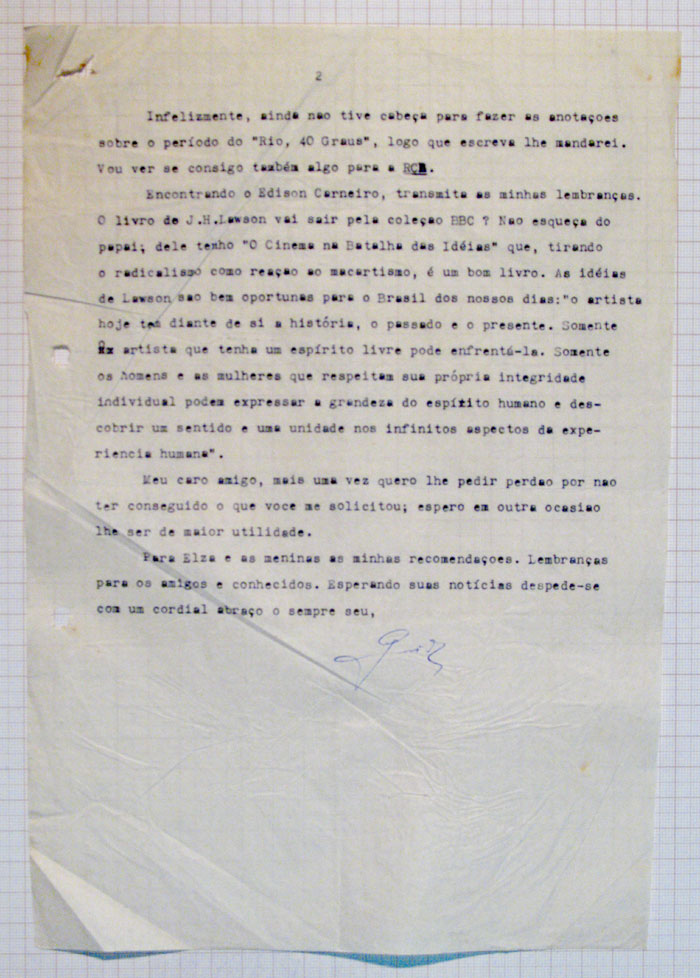 2
Infelizmente, ainda nao tive cabeça para fazer as anotaçoes
sobre o período do "Rio, 40 Graus", logo que escreva lhe mandarei.
Vou ver se consigo também algo para a RCB.
Encontrando o Edison Carneiro, transmita as minhas lembranças.
O livro de J.H.Lawson vai sair pela coleçao BBC ? Nao esqueça do
papai; dele tenho "O Cinema na Batalha das Idéias" que, tirando
o radicalismo como reaçao ao macartismo, é um bom livro. As idéias
de Lawson sao bem oportunas para o Brasil dos nossos dias:"o artista
hoje tem diante de si a história, o passado e o presente. Somente
artista que tenha um espírito livre pode enfrentá-la. Somente
os homens e as mulheres que respeitam sua própria integridade
individual podem expressar a grandeza do espírito humano e des-
cobrir um sentido e uma unidade nos infinitos aspectos da expe-
riencia humana".
Meu caro amigo, mais uma vez quero lhe pedir perdao por nao
ter conseguido o que voce me solicitou; espero em outra ocasiao
lhe ser de maior utilidade.
Para Elza e as meninas as minhas recomendaçoes. Lembranças
para os amigos e conhecidos. Esperando suas notícias despede-se
com um cordial abraço o sempre seu,